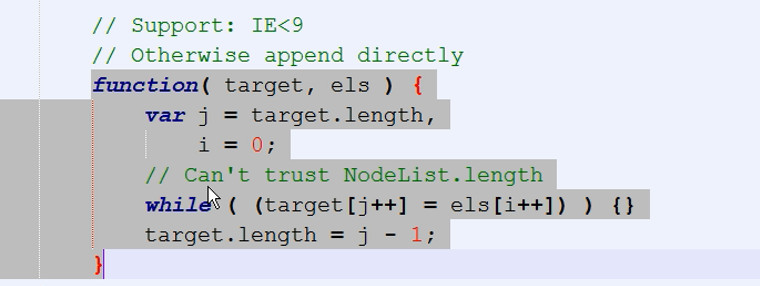 // Support: IE<9
// Otherwise append directly
function( target, els ) {
var j = target.length,
i = 0;
// Can't trust NodeList.length
while ( (target[j++] = els[i++]) ) {}
target.length = j - 1;
}